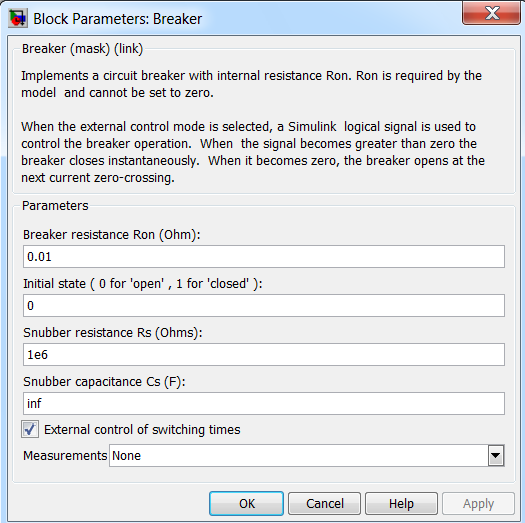 Block Parameters: Breaker
Breaker (mask) (link)
Implements a circuit breaker with internal resistance Ron. Ron is required by the
model  and cannot be set to zero.
When the external control mode is selected, a Simulink  logical signal is used to
control the breaker operation.  When  the signal becomes greater than zero the
breaker closes instantaneously.  When it becomes zero, the breaker opens at the
next current zero-crossing.
Parameters
Breaker resistance Ron (Ohm):
0.01
Initial state ( 0 for 'open' , 1 for 'closed' ):
0
Snubber resistance Rs (Ohms):
1e6
Snubber capacitance Cs (F):
inf
External control of switching times
Measurements None
OK Cancel Help Apply